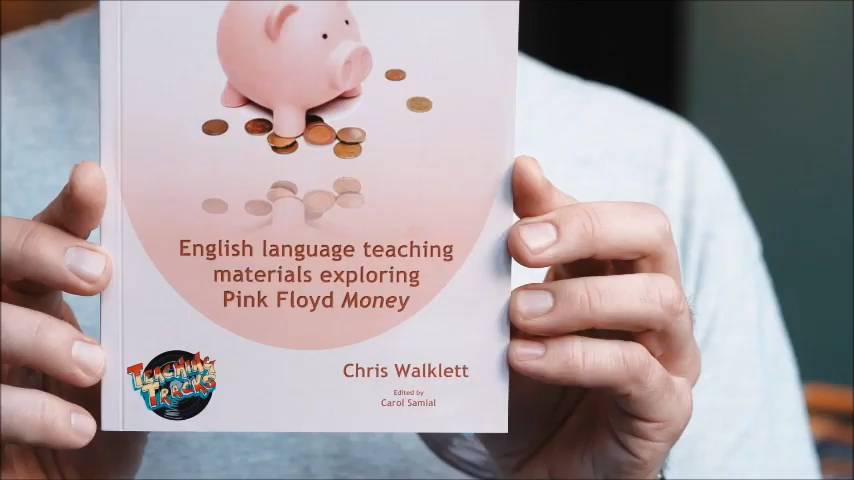 English language teaching
materials exploring
Pink Floyd Money
TEACHING
TRACKS
Chris Walklett
Edited by
Carol Samlal